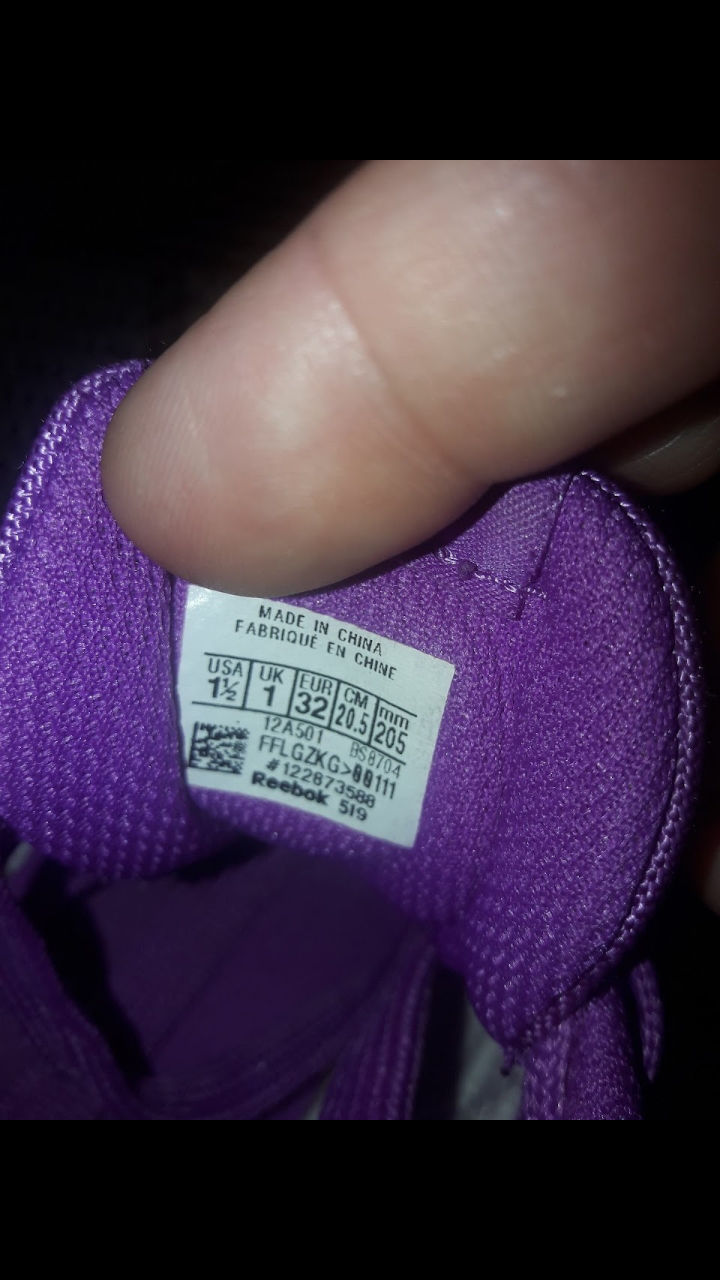 MADE IN CHINA
FABRIQUÉ EN CHINE
USA UK EUR CM mm
1½ 1 32 20.5 205
12A501 BS8704
FFLGZKG>00111
#122873588
Reebok 519